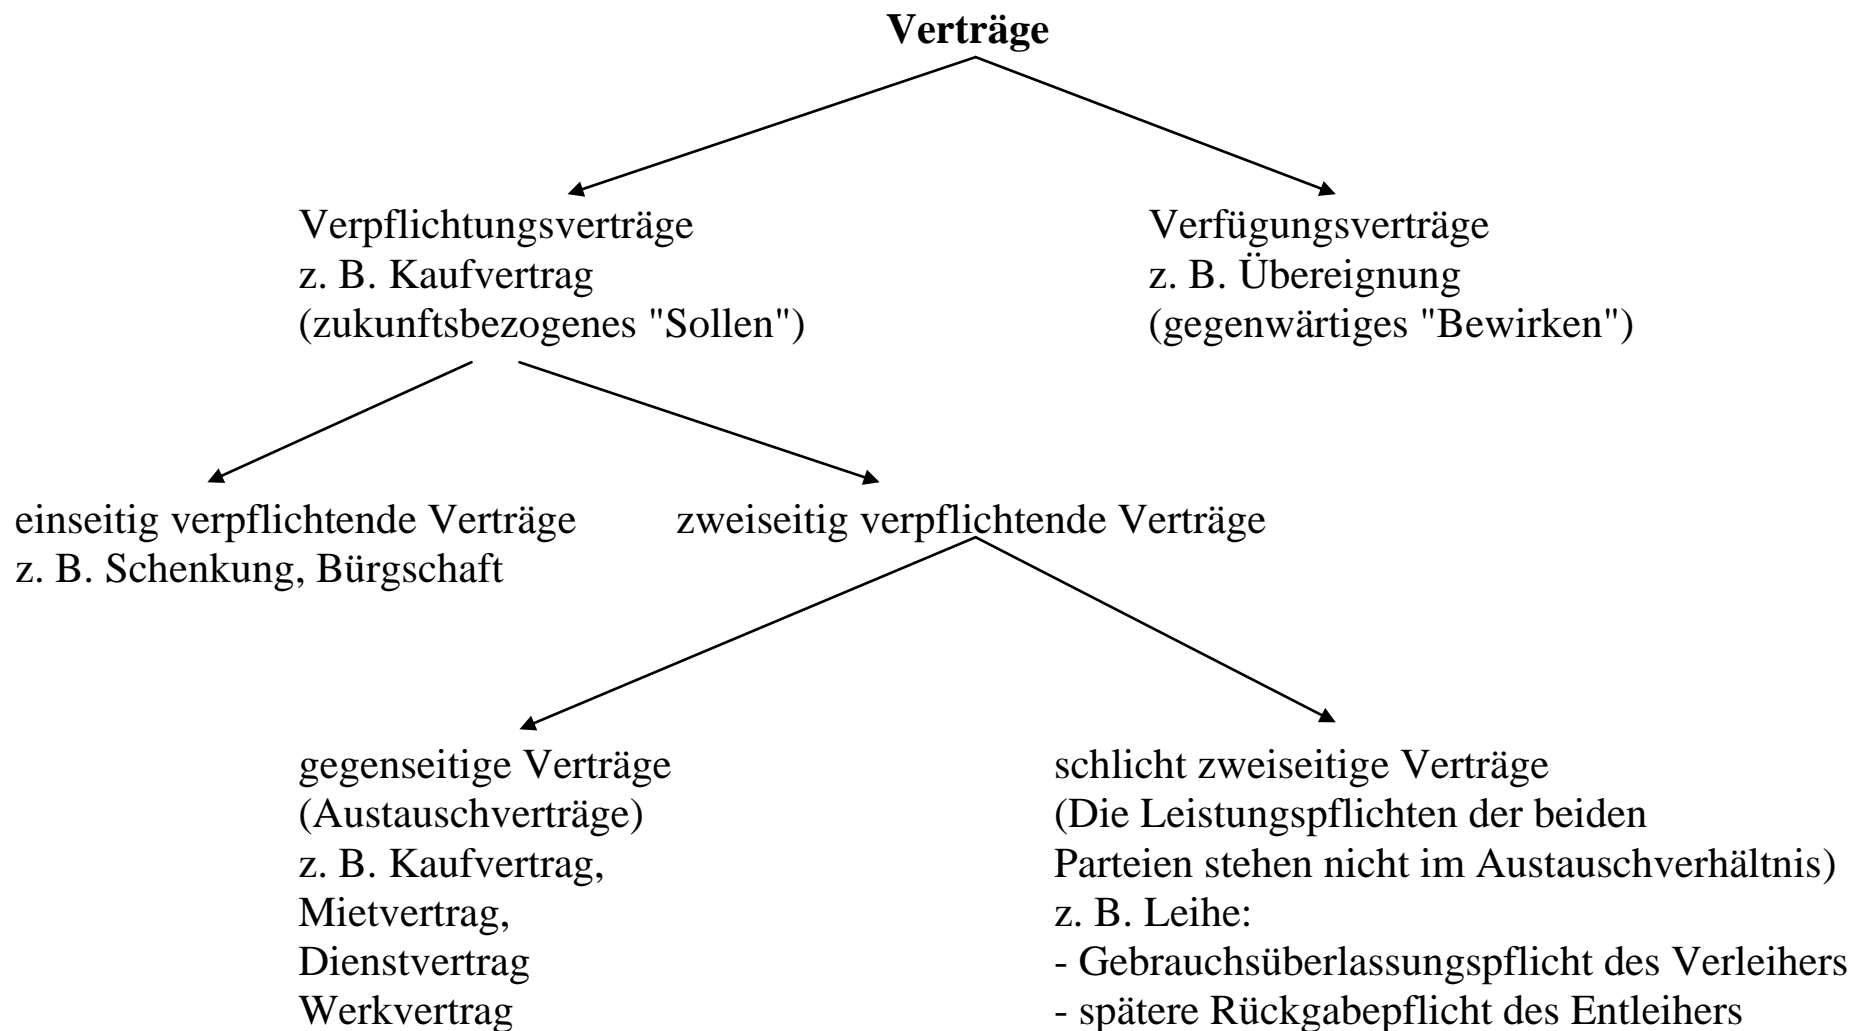 Verträge
Verpflichtungsverträge
z. B. Kaufvertrag
(zukunftsbezogenes "Sollen")
Verfügungsverträge
z. B. Übereignung
(gegenwärtiges "Bewirken")
einseitig verpflichtende Verträge
z. B. Schenkung, Bürgschaft
zweiseitig verpflichtende Verträge
gegenseitige Verträge
(Austauschverträge)
z. B. Kaufvertrag,
Mietvertrag,
Dienstvertrag
Werkvertrag
schlicht zweiseitige Verträge
(Die Leistungspflichten der beiden
Parteien stehen nicht im Austauschverhältnis)
z. B. Leihe:
- Gebrauchsüberlassungspflicht des Verleihers
- spätere Rückgabepflicht des Entleihers